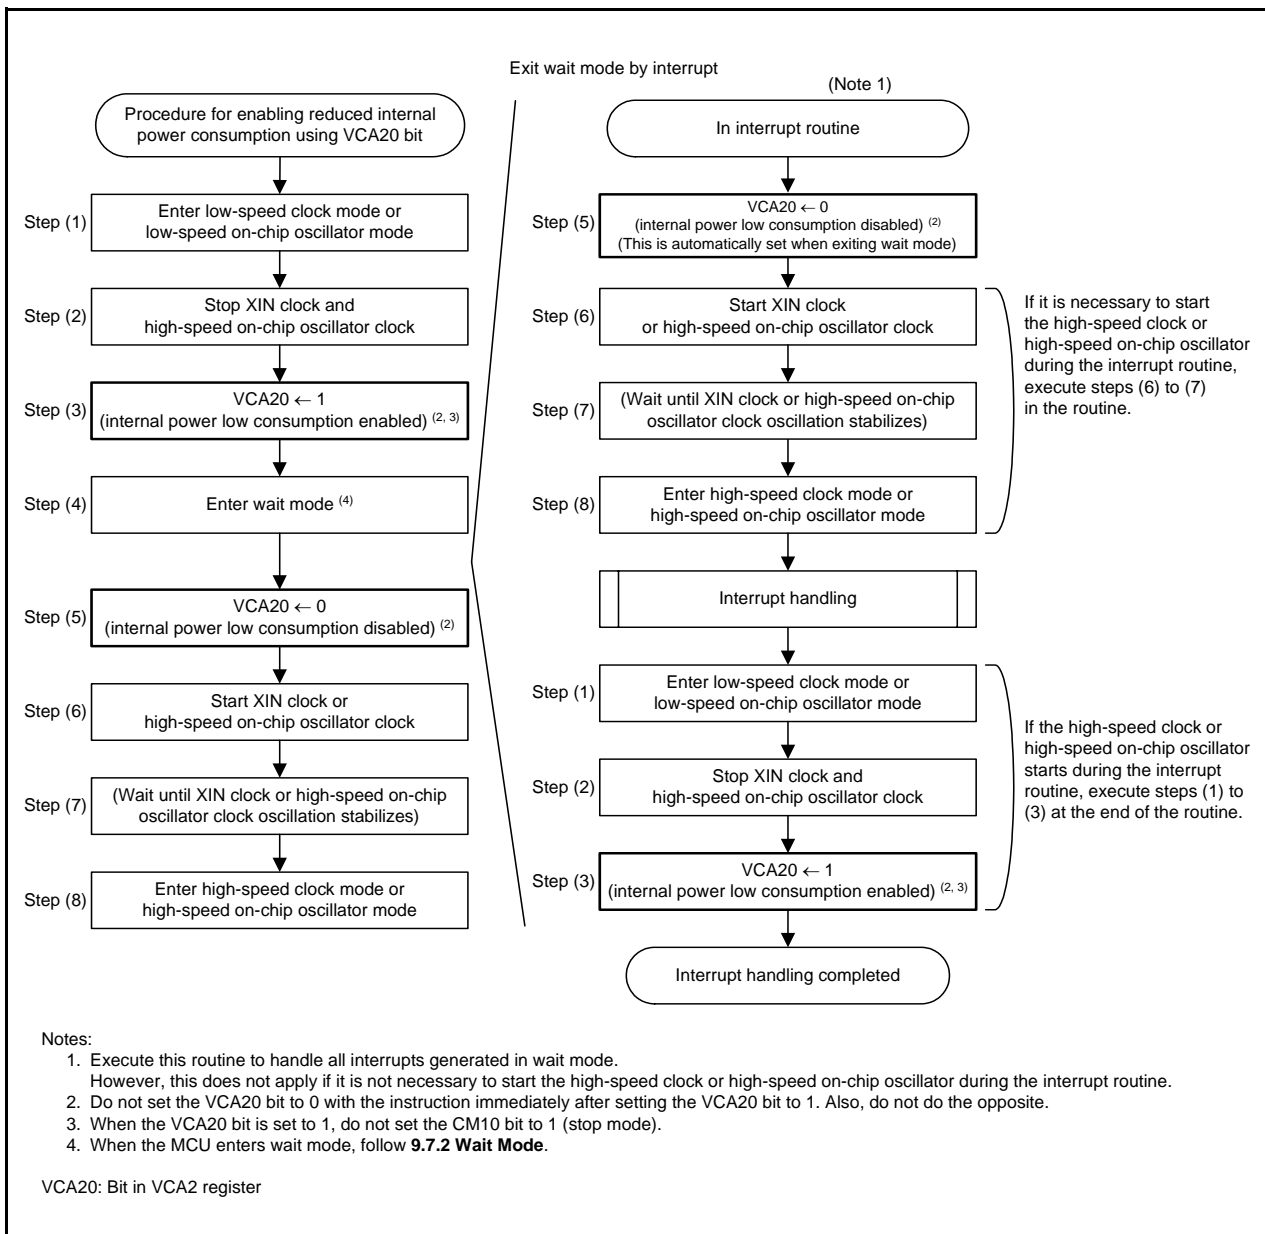 Exit wait mode by interrupt
Procedure for enabling reduced internal
power consumption using VCA20 bit
Step (1)
Enter low-speed clock mode or
low-speed on-chip oscillator mode
Step (2)
Stop XIN clock and
high-speed on-chip oscillator clock
Step (3)
VCA20 ← 1
(internal power low consumption enabled) (2, 3)
Step (4)
Enter wait mode (4)
Step (5)
VCA20 ← 0
(internal power low consumption disabled) (2)
Step (6)
Start XIN clock or
high-speed on-chip oscillator clock
Step (7)
(Wait until XIN clock or high-speed on-chip
oscillator clock oscillation stabilizes)
Step (8)
Enter high-speed clock mode or
high-speed on-chip oscillator mode
(Note 1)
In interrupt routine
Step (5)
VCA20 ← 0
(internal power low consumption disabled) (2)
(This is automatically set when exiting wait mode)
Step (6)
Start XIN clock
or high-speed on-chip oscillator clock
Step (7)
(Wait until XIN clock or high-speed on-chip
oscillator clock oscillation stabilizes)
Step (8)
Enter high-speed clock mode or
high-speed on-chip oscillator mode
If it is necessary to start
the high-speed clock or
high-speed on-chip oscillator
during the interrupt routine,
execute steps (6) to (7)
in the routine.
Interrupt handling
Step (1)
Enter low-speed clock mode or
low-speed on-chip oscillator mode
Step (2)
Stop XIN clock and
high-speed on-chip oscillator clock
Step (3)
VCA20 ← 1
(internal power low consumption enabled) (2, 3)
If the high-speed clock or
high-speed on-chip oscillator
starts during the interrupt
routine, execute steps (1) to
(3) at the end of the routine.
Interrupt handling completed
Notes:
1. Execute this routine to handle all interrupts generated in wait mode.
However, this does not apply if it is not necessary to start the high-speed clock or high-speed on-chip oscillator during the interrupt routine.
2. Do not set the VCA20 bit to 0 with the instruction immediately after setting the VCA20 bit to 1. Also, do not do the opposite.
3. When the VCA20 bit is set to 1, do not set the CM10 bit to 1 (stop mode).
4. When the MCU enters wait mode, follow 9.7.2 Wait Mode.
VCA20: Bit in VCA2 register